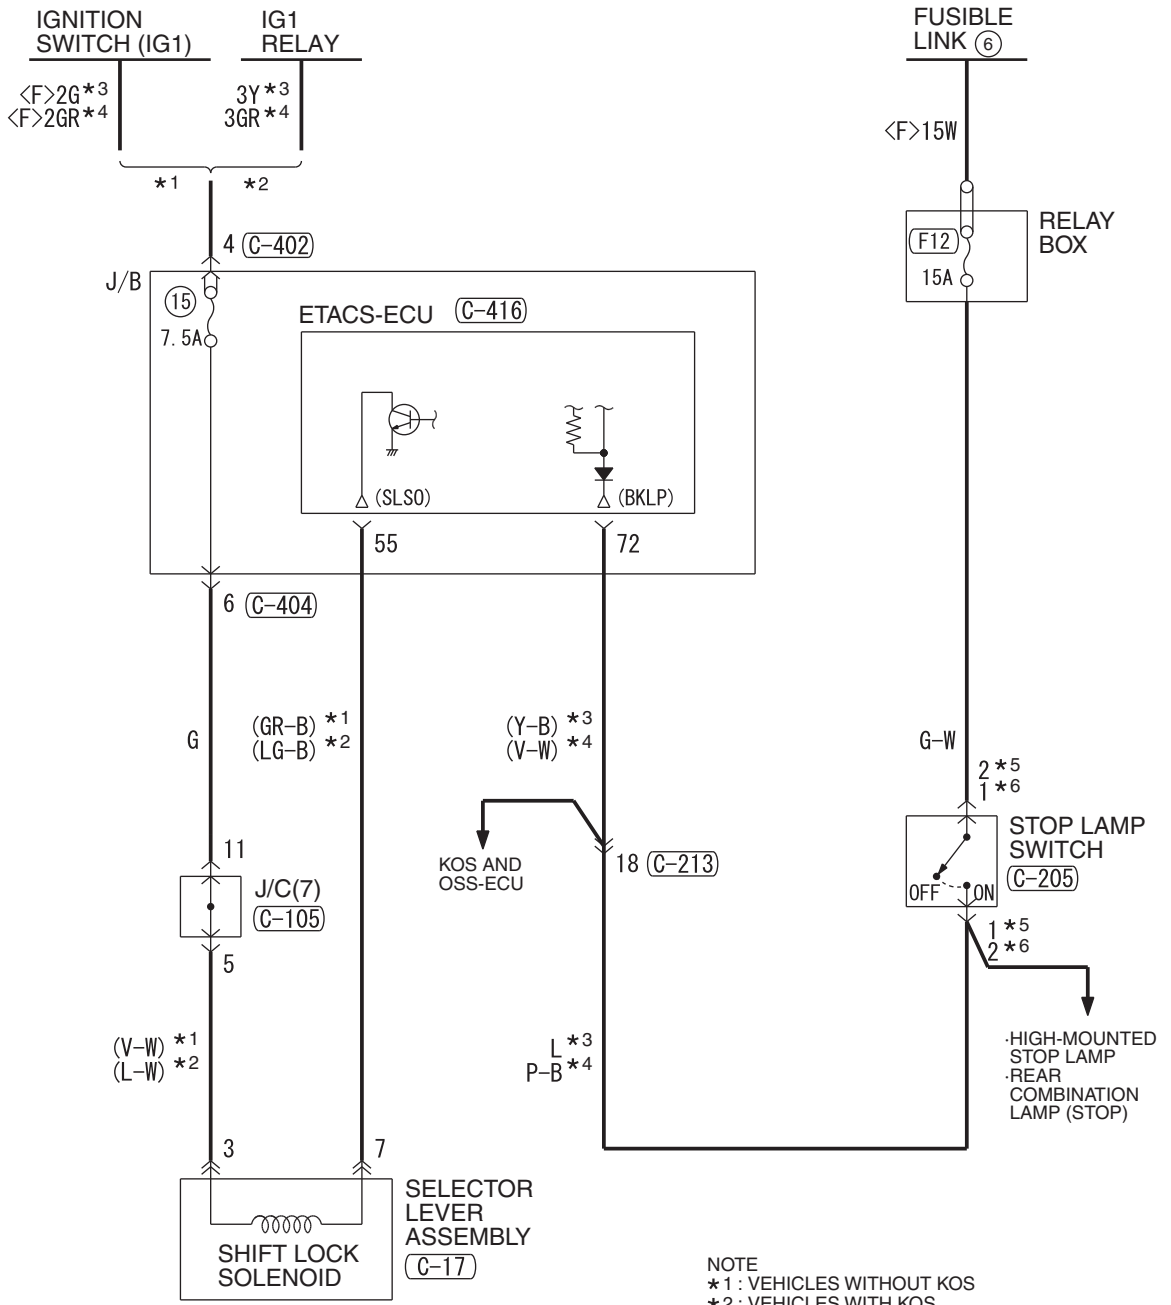 IGNITION
SWITCH (IG1)
IG1
RELAY
FUSIBLE
LINK ⑥
<F>2G★3
<F>2GR★4
3Y★3
3GR★4
<F>15W
★1
★2
4 C-402
RELAY
BOX
F12
15A
J/B
15
7.5A
ETACS-ECU C-416
(SLSO)
(BKLP)
55
72
6 C-404
G
(GR-B) ★1
(LG-B) ★2
(Y-B) ★3
(V-W) ★4
G-W
2★5
1★6
STOP LAMP
SWITCH
C-205
OFF
ON
11
J/C(7)
C-105
KOS AND
OSS-ECU
18 C-213
1★5
2★6
5
(V-W) ★1
(L-W) ★2
L★3
P-B★4
·HIGH-MOUNTED
STOP LAMP
·REAR
COMBINATION
LAMP (STOP)
3
7
SELECTOR
LEVER
ASSEMBLY
C-17
SHIFT LOCK
SOLENOID
NOTE
★1 : VEHICLES WITHOUT KOS
★2 : VEHICLES WITH KOS